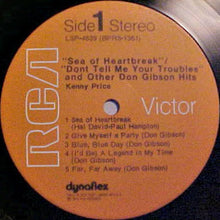 Side 1 Stereo
LSP-4839 (BPRS-1361)
"Sea of Heartbreak"/
"Dont Tell Me Your Troubles"
and Other Don Gibson Hits
Kenny Price
RCA
Victor
1 Sea of Heartbreak
(Hal David-Paul Hampton)
2 Give Myself a Party (Don Gibson)
3 Blue, Blue Day (Don Gibson)
4 (I'd Be) A Legend in My Time
(Don Gibson)
5 Far, Far Away (Don Gibson)
dynaflex